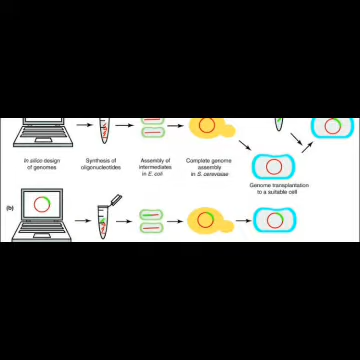 In silico design
of genomes
Synthesis of
oligonucleotides
Assembly of
intermediates
in E. coli
Complete genome
assembly
in S. cerevisae
Genome transplantation
to a suitable cell
(b)